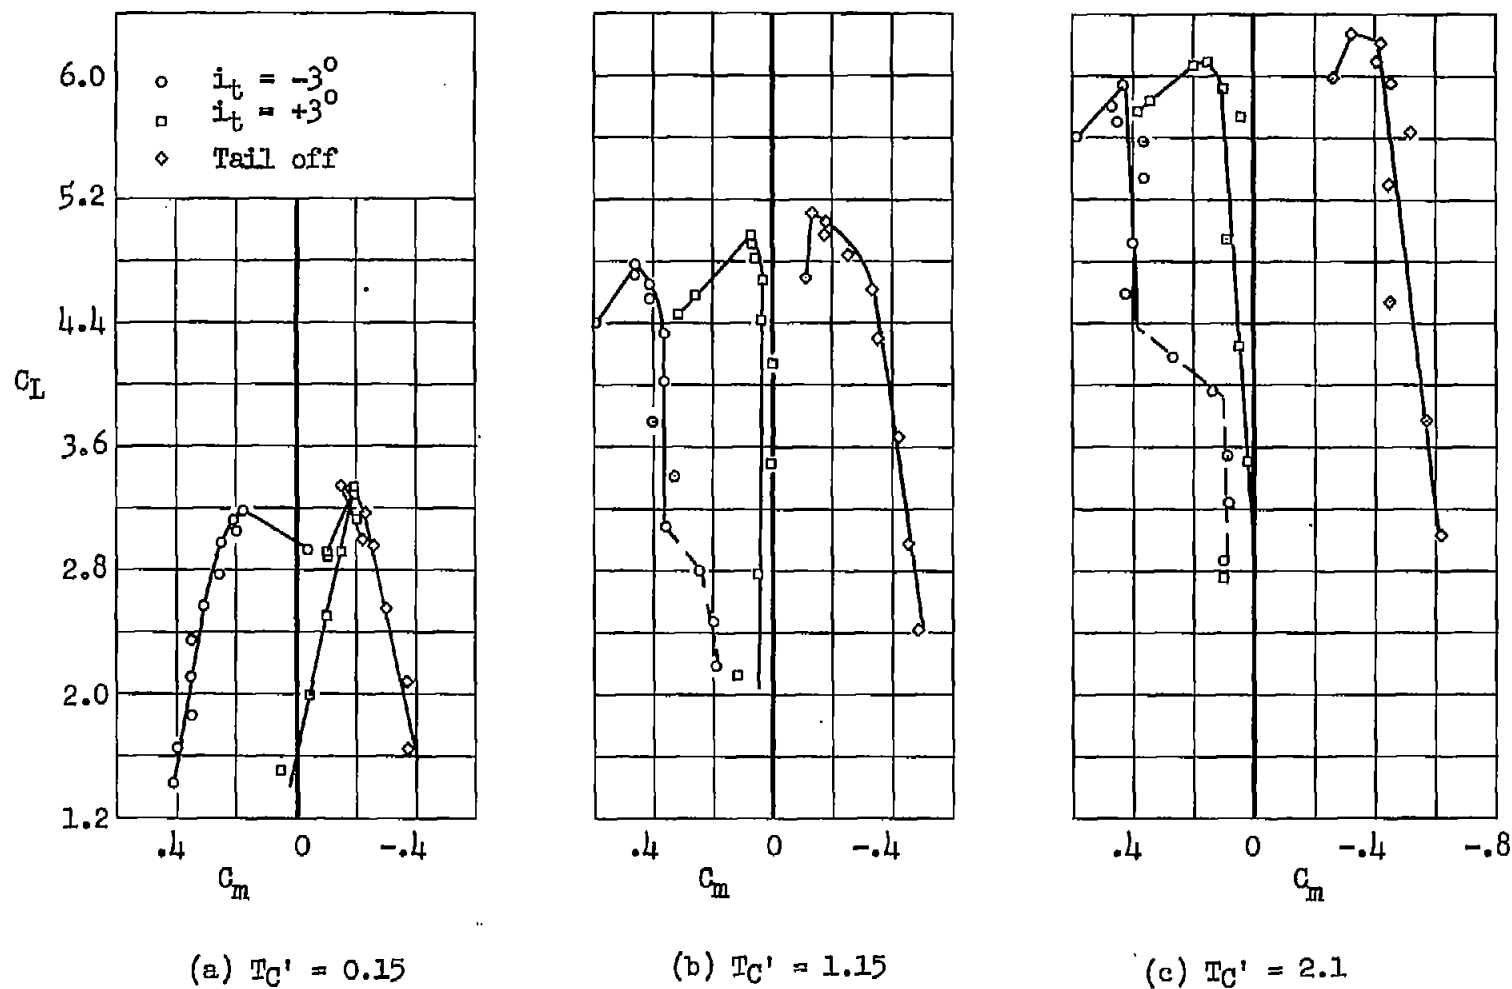 ○ i_t = -3°
□ i_t = +3°
◇ Tail off
6.0
5.2
4.4
C_L
3.6
2.8
2.0
1.2
.4 0 -.4
C_m
.4 0 -.4
C_m
.4 0 -.4 -.8
C_m
(a) T_C' = 0.15
(b) T_C' = 1.15
(c) T_C' = 2.1